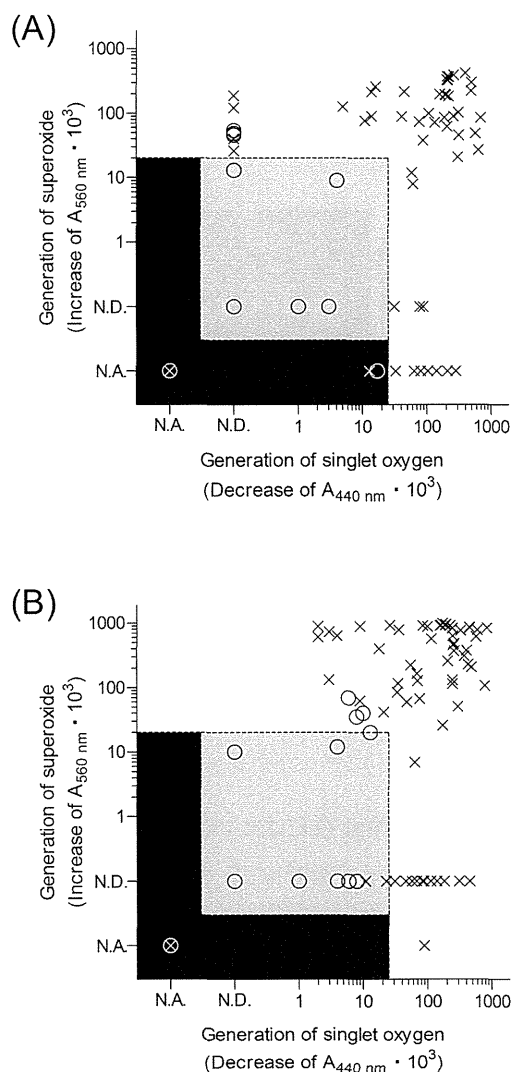 (A)
Generation of superoxide
(Increase of A560 nm · 10³)
1000
100
10
1
N.D.
N.A.
N.A. N.D. 1 10 100 1000
Generation of singlet oxygen
(Decrease of A440 nm · 10³)
(B)
Generation of superoxide
(Increase of A560 nm · 10³)
1000
100
10
1
N.D.
N.A.
N.A. N.D. 1 10 100 1000
Generation of singlet oxygen
(Decrease of A440 nm · 10³)